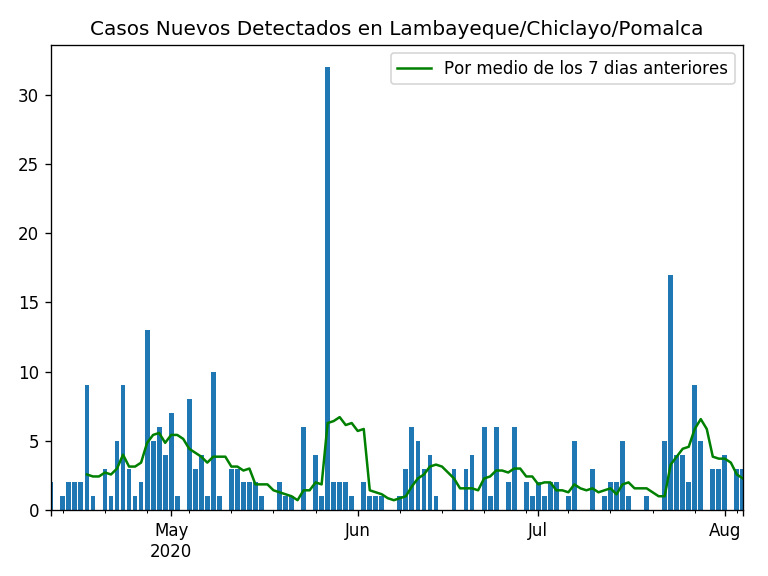 Casos Nuevos Detectados en Lambayeque/Chiclayo/Pomalca
Por medio de los 7 dias anteriores
30
25
20
15
10
5
0
May
2020
Jun
Jul
Aug